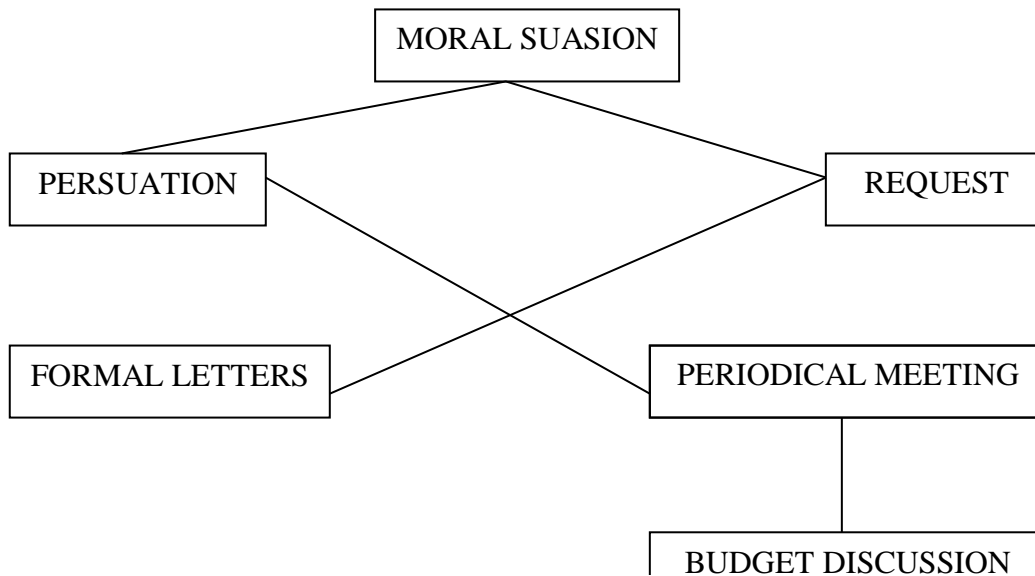 MORAL SUASION
PERSUATION
REQUEST
FORMAL LETTERS
PERIODICAL MEETING
BUDGET DISCUSSION